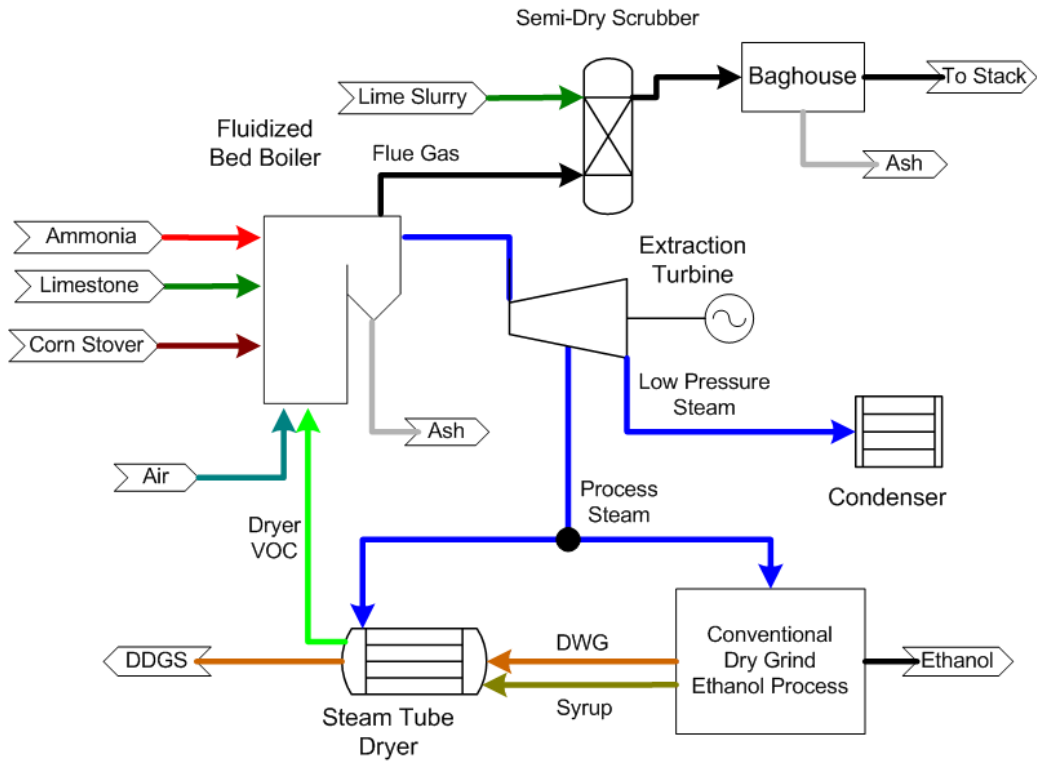 Semi-Dry Scrubber
Baghouse
To Stack
Lime Slurry
Fluidized
Bed Boiler
Flue Gas
Ash
Ammonia
Limestone
Corn Stover
Extraction
Turbine
Low Pressure
Steam
Ash
Air
Condenser
Process
Steam
Dryer
VOC
DDGS
DWG
Syrup
Conventional
Dry Grind
Ethanol Process
Ethanol
Steam Tube
Dryer